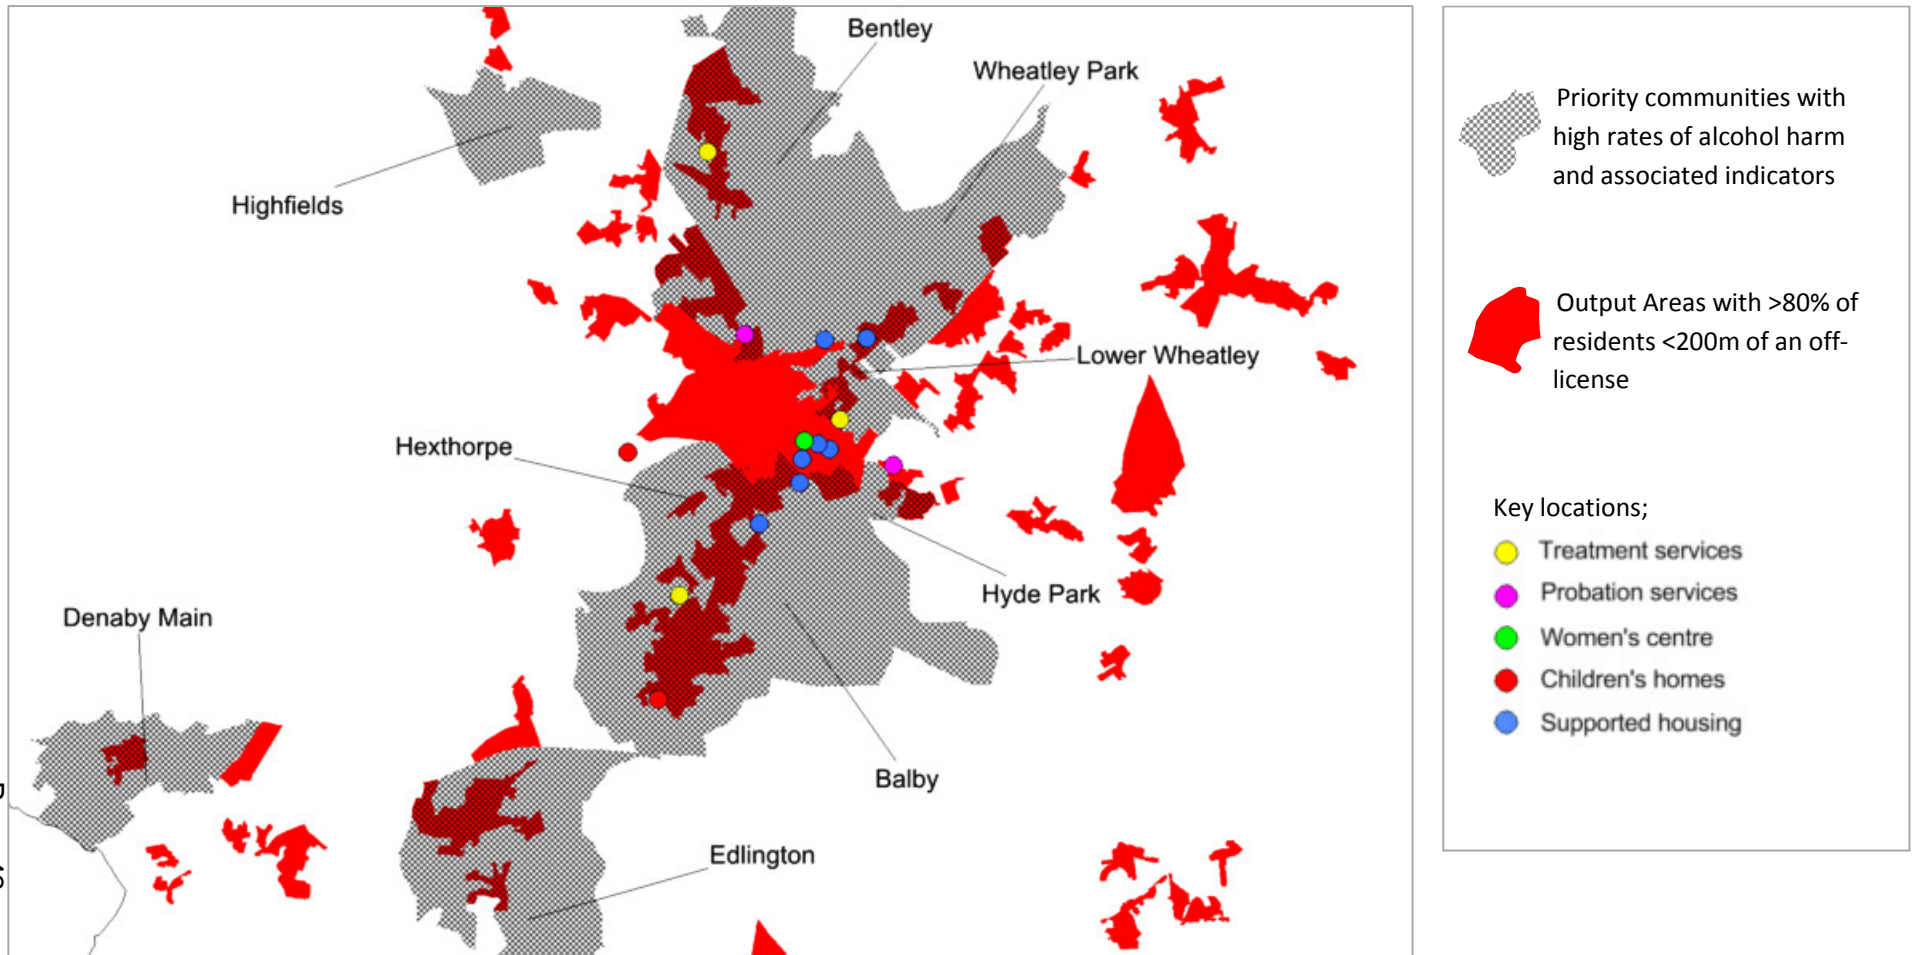 Bentley
Wheatley Park
Highfields
Lower Wheatley
Hexthorpe
Hyde Park
Denaby Main
Balby
Edlington
Priority communities with
high rates of alcohol harm
and associated indicators
Output Areas with >80% of
residents <200m of an off-
license
Key locations;
Treatment services
Probation services
Women's centre
Children's homes
Supported housing